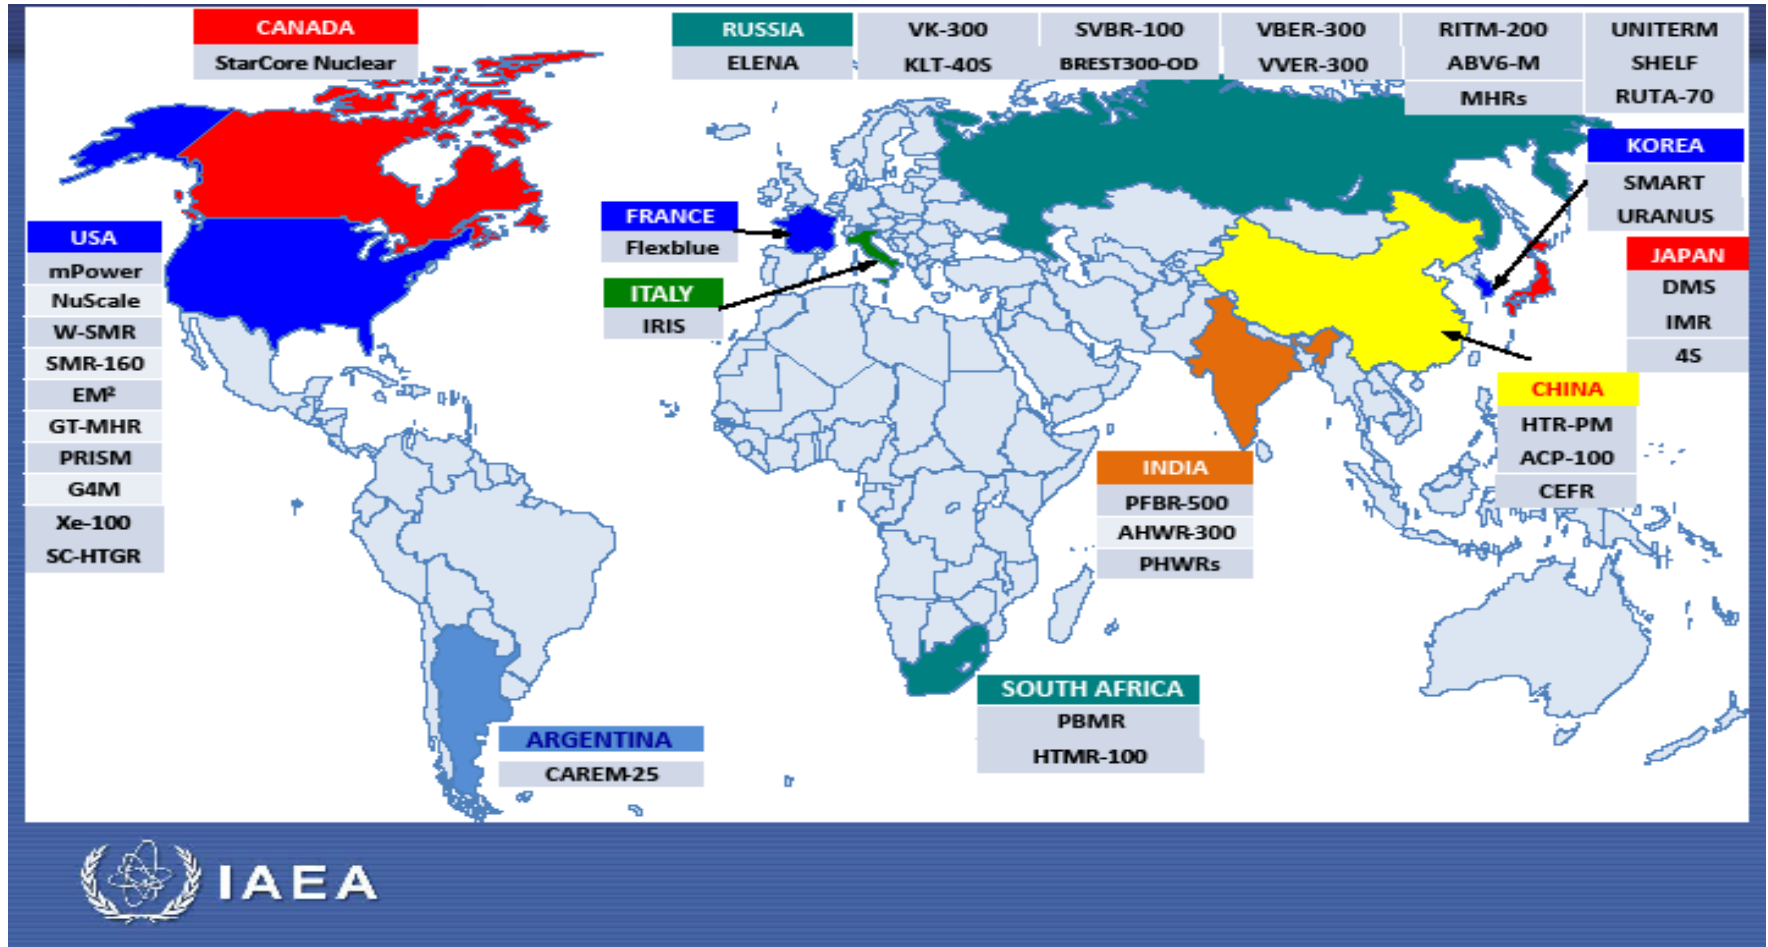 CANADA
StarCore Nuclear
RUSSIA
ELENA
VK-300
KLT-40S
SVBR-100
BREST300-OD
VBER-300
VVER-300
RITM-200
ABV6-M
MHRs
UNITERM
SHELF
RUTA-70
KOREA
SMART
URANUS
FRANCE
Flexblue
USA
mPower
NuScale
W-SMR
SMR-160
EM²
GT-MHR
PRISM
G4M
Xe-100
SC-HTGR
ITALY
IRIS
JAPAN
DMS
IMR
4S
CHINA
HTR-PM
ACP-100
CEFR
INDIA
PFBR-500
AHWR-300
PHWRs
SOUTH AFRICA
PBMR
HTMR-100
ARGENTINA
CAREM-25
IAEA